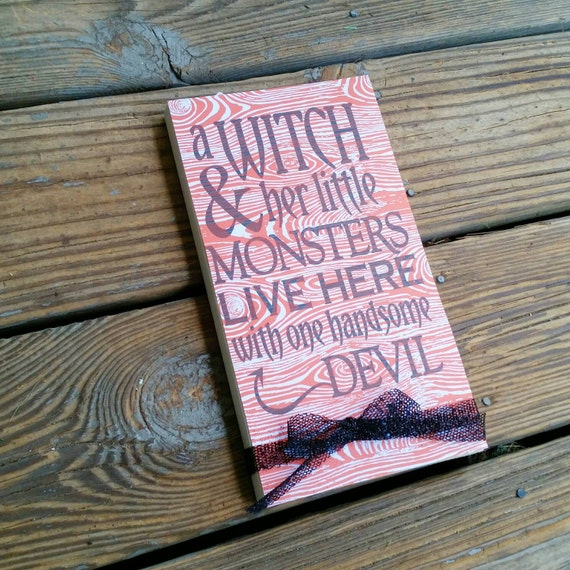 a WITCH
& her little
MONSTERS
LIVE HERE
with one handsome
DEVIL